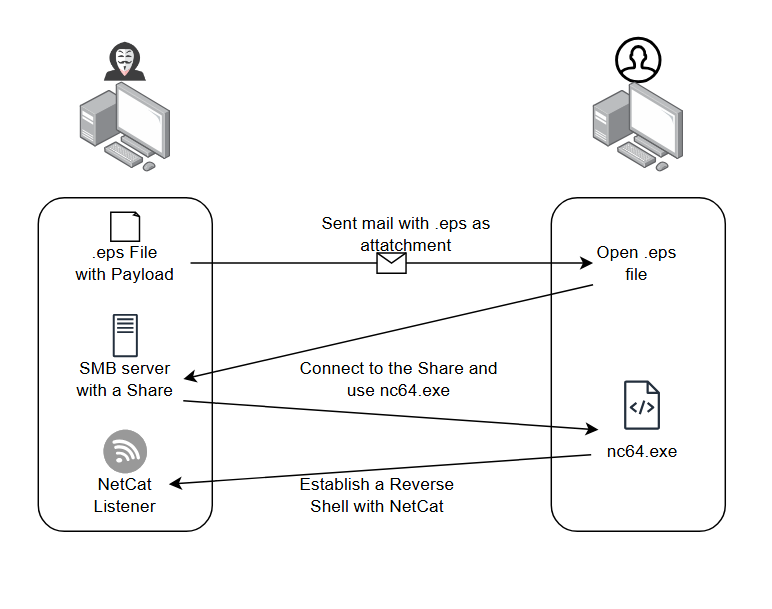 Sent mail with .eps as
attatchment
.eps File
with Payload
Open .eps
file
SMB server
with a Share
Connect to the Share and
use nc64.exe
nc64.exe
NetCat
Listener
Establish a Reverse
Shell with NetCat